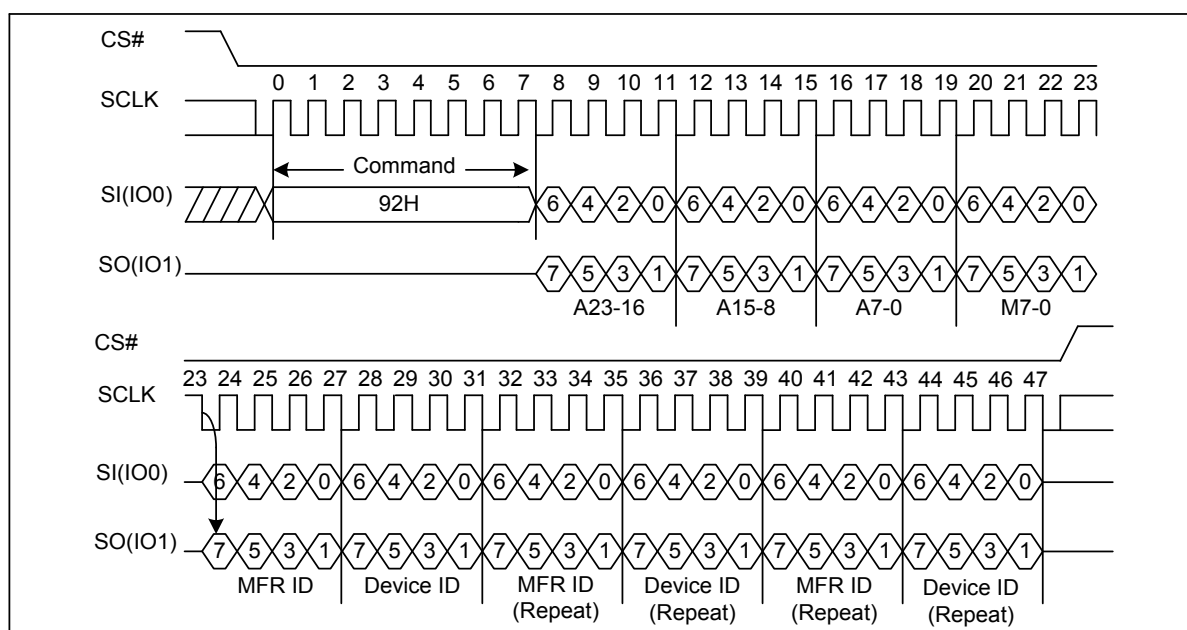 CS#
0 1 2 3 4 5 6 7 8 9 10 11 12 13 14 15 16 17 18 19 20 21 22 23
SCLK
Command
SI(IO0) 92H 6 4 2 0 6 4 2 0 6 4 2 0 6 4 2 0
SO(IO1) 7 5 3 1 7 5 3 1 7 5 3 1 7 5 3 1
A23-16 A15-8 A7-0 M7-0
CS#
23 24 25 26 27 28 29 30 31 32 33 34 35 36 37 38 39 40 41 42 43 44 45 46 47
SCLK
SI(IO0) 6 4 2 0 6 4 2 0 6 4 2 0 6 4 2 0 6 4 2 0 6 4 2 0
SO(IO1) 7 5 3 1 7 5 3 1 7 5 3 1 7 5 3 1 7 5 3 1 7 5 3 1
MFR ID Device ID MFR ID Device ID MFR ID Device ID
(Repeat) (Repeat) (Repeat) (Repeat)